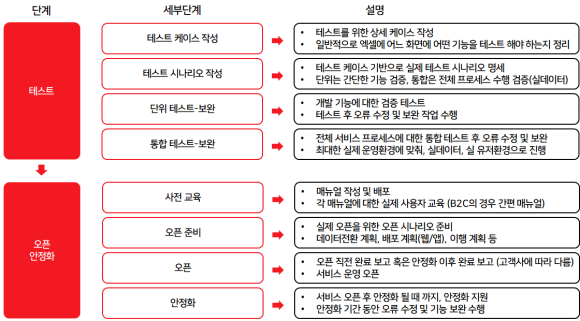 단계
세부단계
설명
테스트
테스트 케이스 작성
• 테스트를 위한 상세 케이스 작성
• 일반적으로 엑셀에 어느 화면에 어떤 기능을 테스트 해야 하는지 정리
테스트 시나리오 작성
• 테스트 케이스 기반으로 실제 테스트 시나리오 명세
• 단위는 간단한 기능 검증, 통합은 전체 프로세스 수행 검증(실데이터)
단위 테스트-보완
• 개발 기능에 대한 검증 테스트
• 테스트 후 오류 수정 및 보완 작업 수행
통합 테스트-보완
• 전체 서비스 프로세스에 대한 통합 테스트 후 오류 수정 및 보완
• 최대한 실제 운영환경에 맞춰, 실데이터, 실 유저환경으로 진행
오픈
안정화
사전 교육
• 매뉴얼 작성 및 배포
• 각 매뉴얼에 대한 실제 사용자 교육 (B2C의 경우 간편 매뉴얼)
오픈 준비
• 실제 오픈을 위한 오픈 시나리오 준비
• 데이터전환 계획, 배포 계획(웹/앱), 이행 계획 등
오픈
• 오픈 직전 완료 보고 혹은 안정화 이후 완료 보고 (고객사에 따라 다름)
• 서비스 운영 오픈
안정화
• 서비스 오픈 후 안정화 될 때 까지, 안정화 지원
• 안정화 기간 동안 오류 수정 및 기능 보완 수행